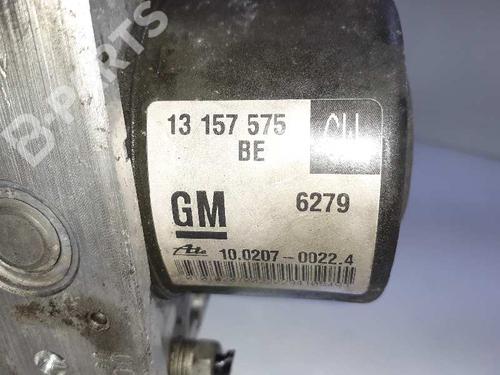 B-PARTS
13 157 575
BE
CH
GM
6279
Ate 10.0207-0022.4